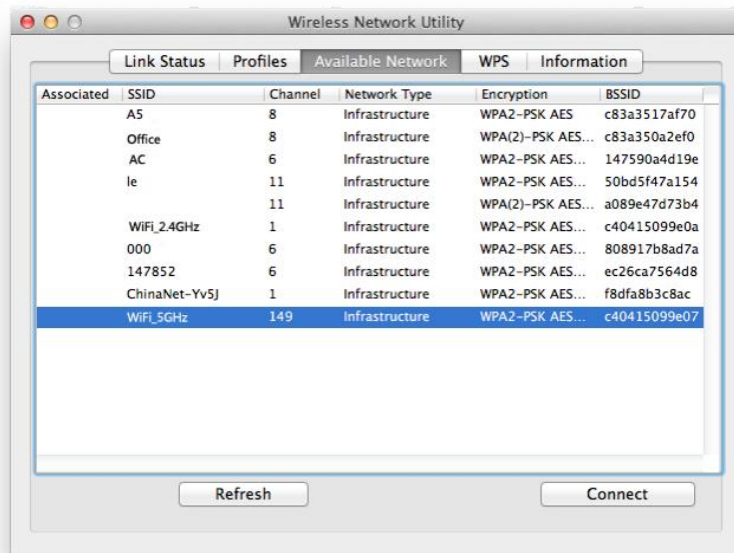 Wireless Network Utility
Link Status Profiles Available Network WPS Information
Associated SSID Channel Network Type Encryption BSSID
A5 8 Infrastructure WPA2-PSK AES c83a3517af70
Office 8 Infrastructure WPA(2)-PSK AES... c83a350a2ef0
AC 6 Infrastructure WPA2-PSK AES... 147590a4d19e
le 11 Infrastructure WPA2-PSK AES... 50bd5f47a154
11 Infrastructure WPA(2)-PSK AES... a089e47d73b4
WiFi_2.4GHz 1 Infrastructure WPA2-PSK AES... c40415099e0a
000 6 Infrastructure WPA2-PSK AES... 808917b8ad7a
147852 6 Infrastructure WPA2-PSK AES... ec26ca7564d8
ChinaNet-Yv5J 1 Infrastructure WPA2-PSK AES... f8dfa8b3c8ac
WiFi_5GHz 149 Infrastructure WPA2-PSK AES... c40415099e07
Refresh Connect